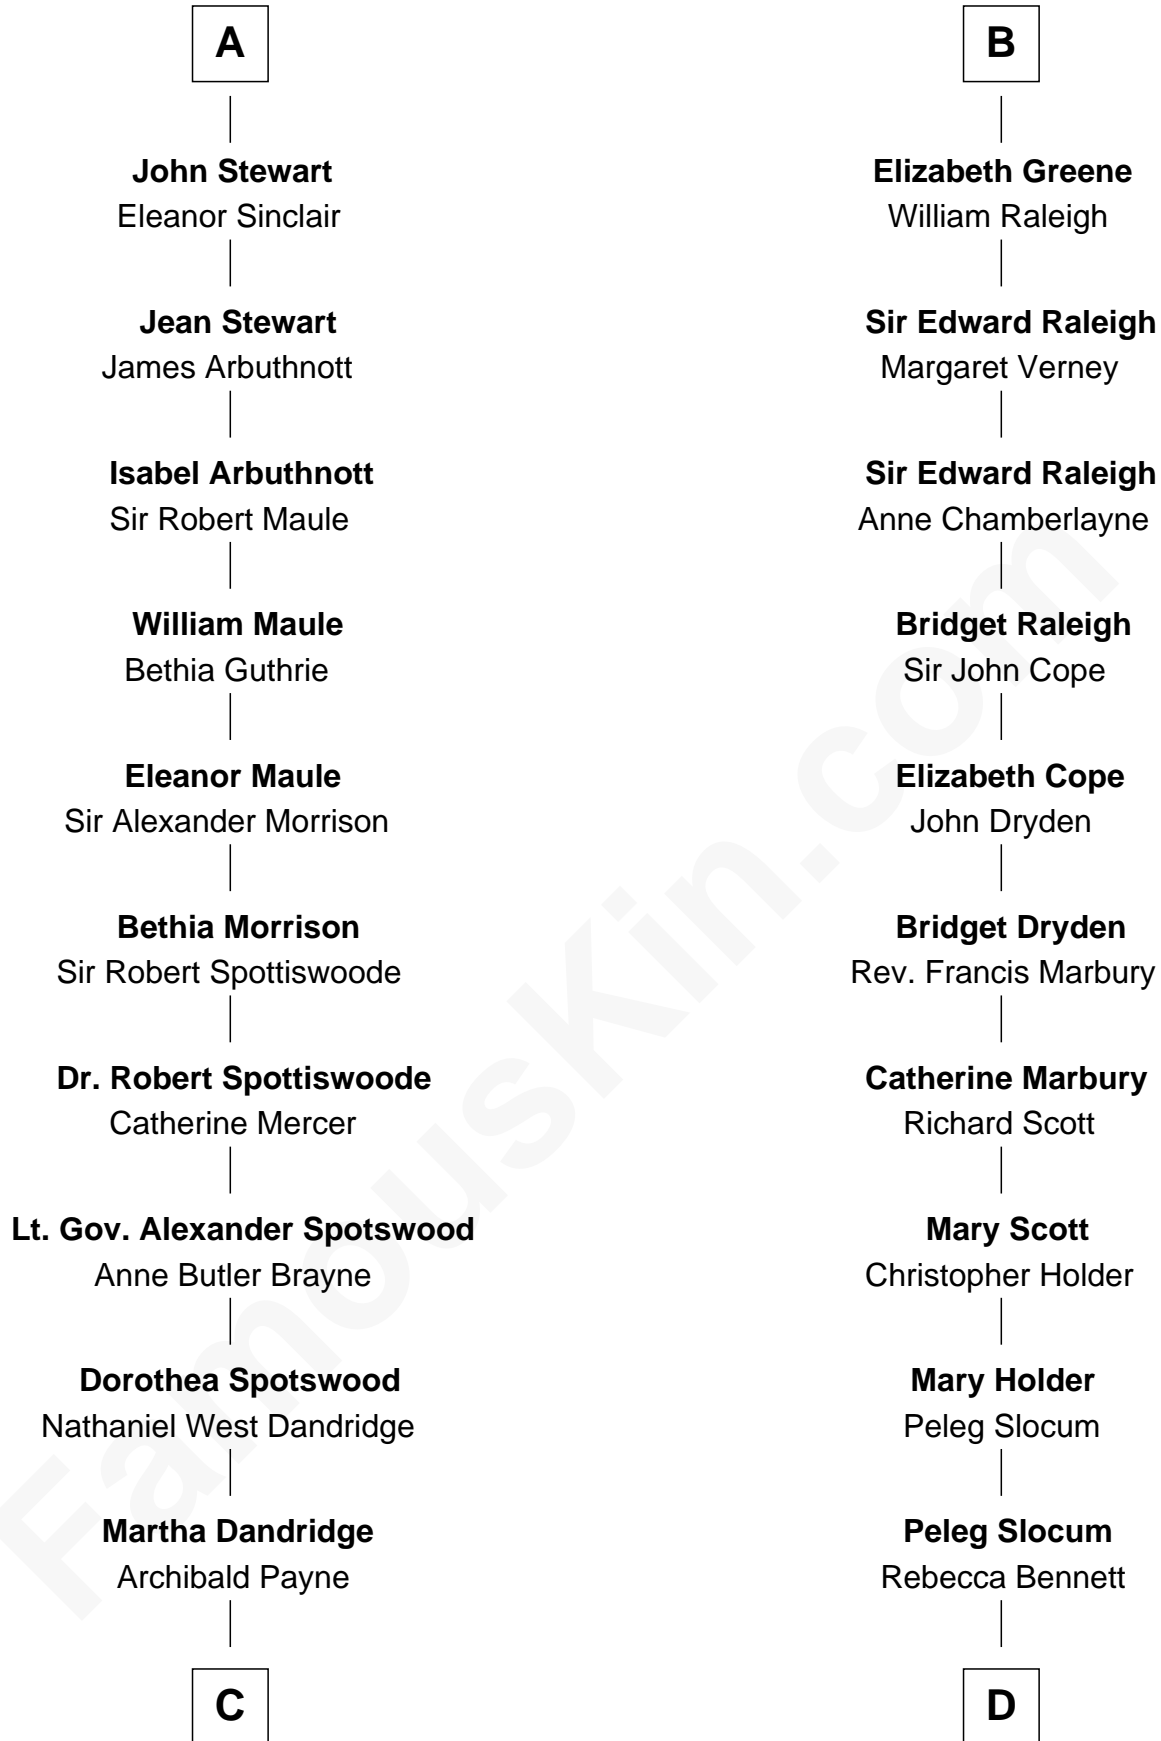 A
John Stewart
Eleanor Sinclair
Jean Stewart
James Arbuthnott
Isabel Arbuthnott
Sir Robert Maule
William Maule
Bethia Guthrie
Eleanor Maule
Sir Alexander Morrison
Bethia Morrison
Sir Robert Spottiswoode
Dr. Robert Spottiswoode
Catherine Mercer
Lt. Gov. Alexander Spotswood
Anne Butler Brayne
Dorothea Spotswood
Nathaniel West Dandridge
Martha Dandridge
Archibald Payne
C
B
Elizabeth Greene
William Raleigh
Sir Edward Raleigh
Margaret Verney
Sir Edward Raleigh
Anne Chamberlayne
Bridget Raleigh
Sir John Cope
Elizabeth Cope
John Dryden
Bridget Dryden
Rev. Francis Marbury
Catherine Marbury
Richard Scott
Mary Scott
Christopher Holder
Mary Holder
Peleg Slocum
Peleg Slocum
Rebecca Bennett
D
FamousKin.com